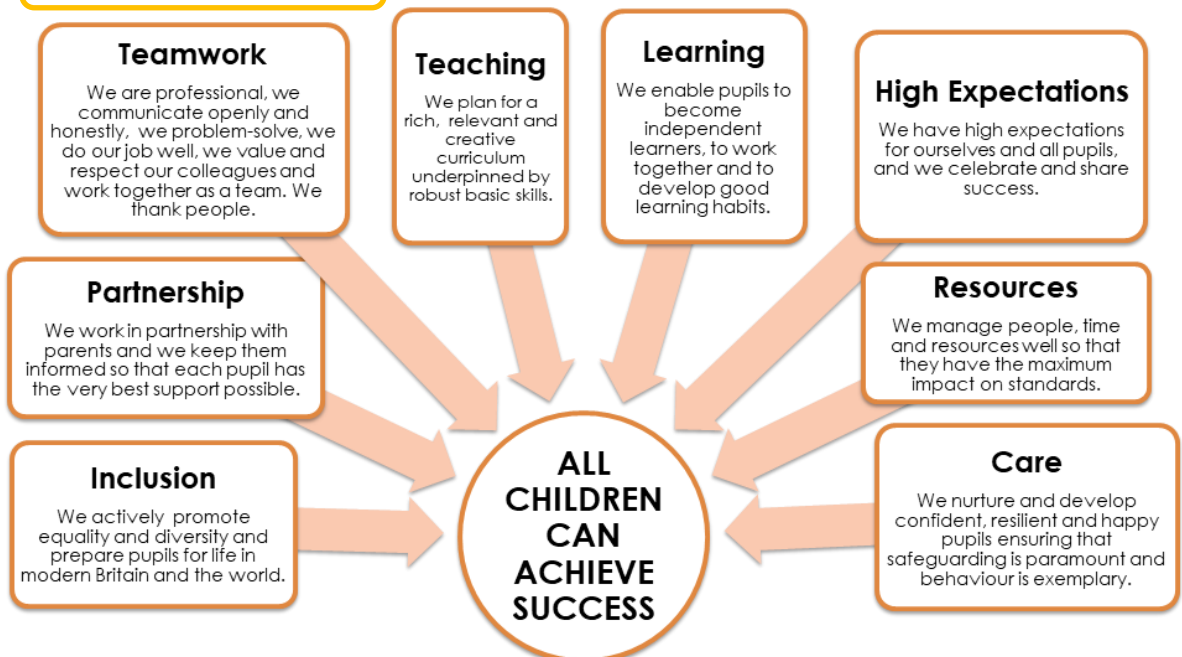 Teamwork
We are professional, we
communicate openly and
honestly, we problem-solve, we
do our job well, we value and
respect our colleagues and
work together as a team. We
thank people.
Teaching
We plan for a
rich, relevant and
creative
curriculum
underpinned by
robust basic skills.
Learning
We enable pupils to
become
independent
learners, to work
together and to
develop good
learning habits.
High Expectations
We have high expectations
for ourselves and all pupils,
and we celebrate and share
success.
Partnership
We work in partnership with
parents and we keep them
informed so that each pupil has
the very best support possible.
Resources
We manage people, time
and resources well so that
they have the maximum
impact on standards.
Inclusion
We actively promote
equality and diversity and
prepare pupils for life in
modern Britain and the world.
ALL
CHILDREN
CAN
ACHIEVE
SUCCESS
Care
We nurture and develop
confident, resilient and happy
pupils ensuring that
safeguarding is paramount and
behaviour is exemplary.